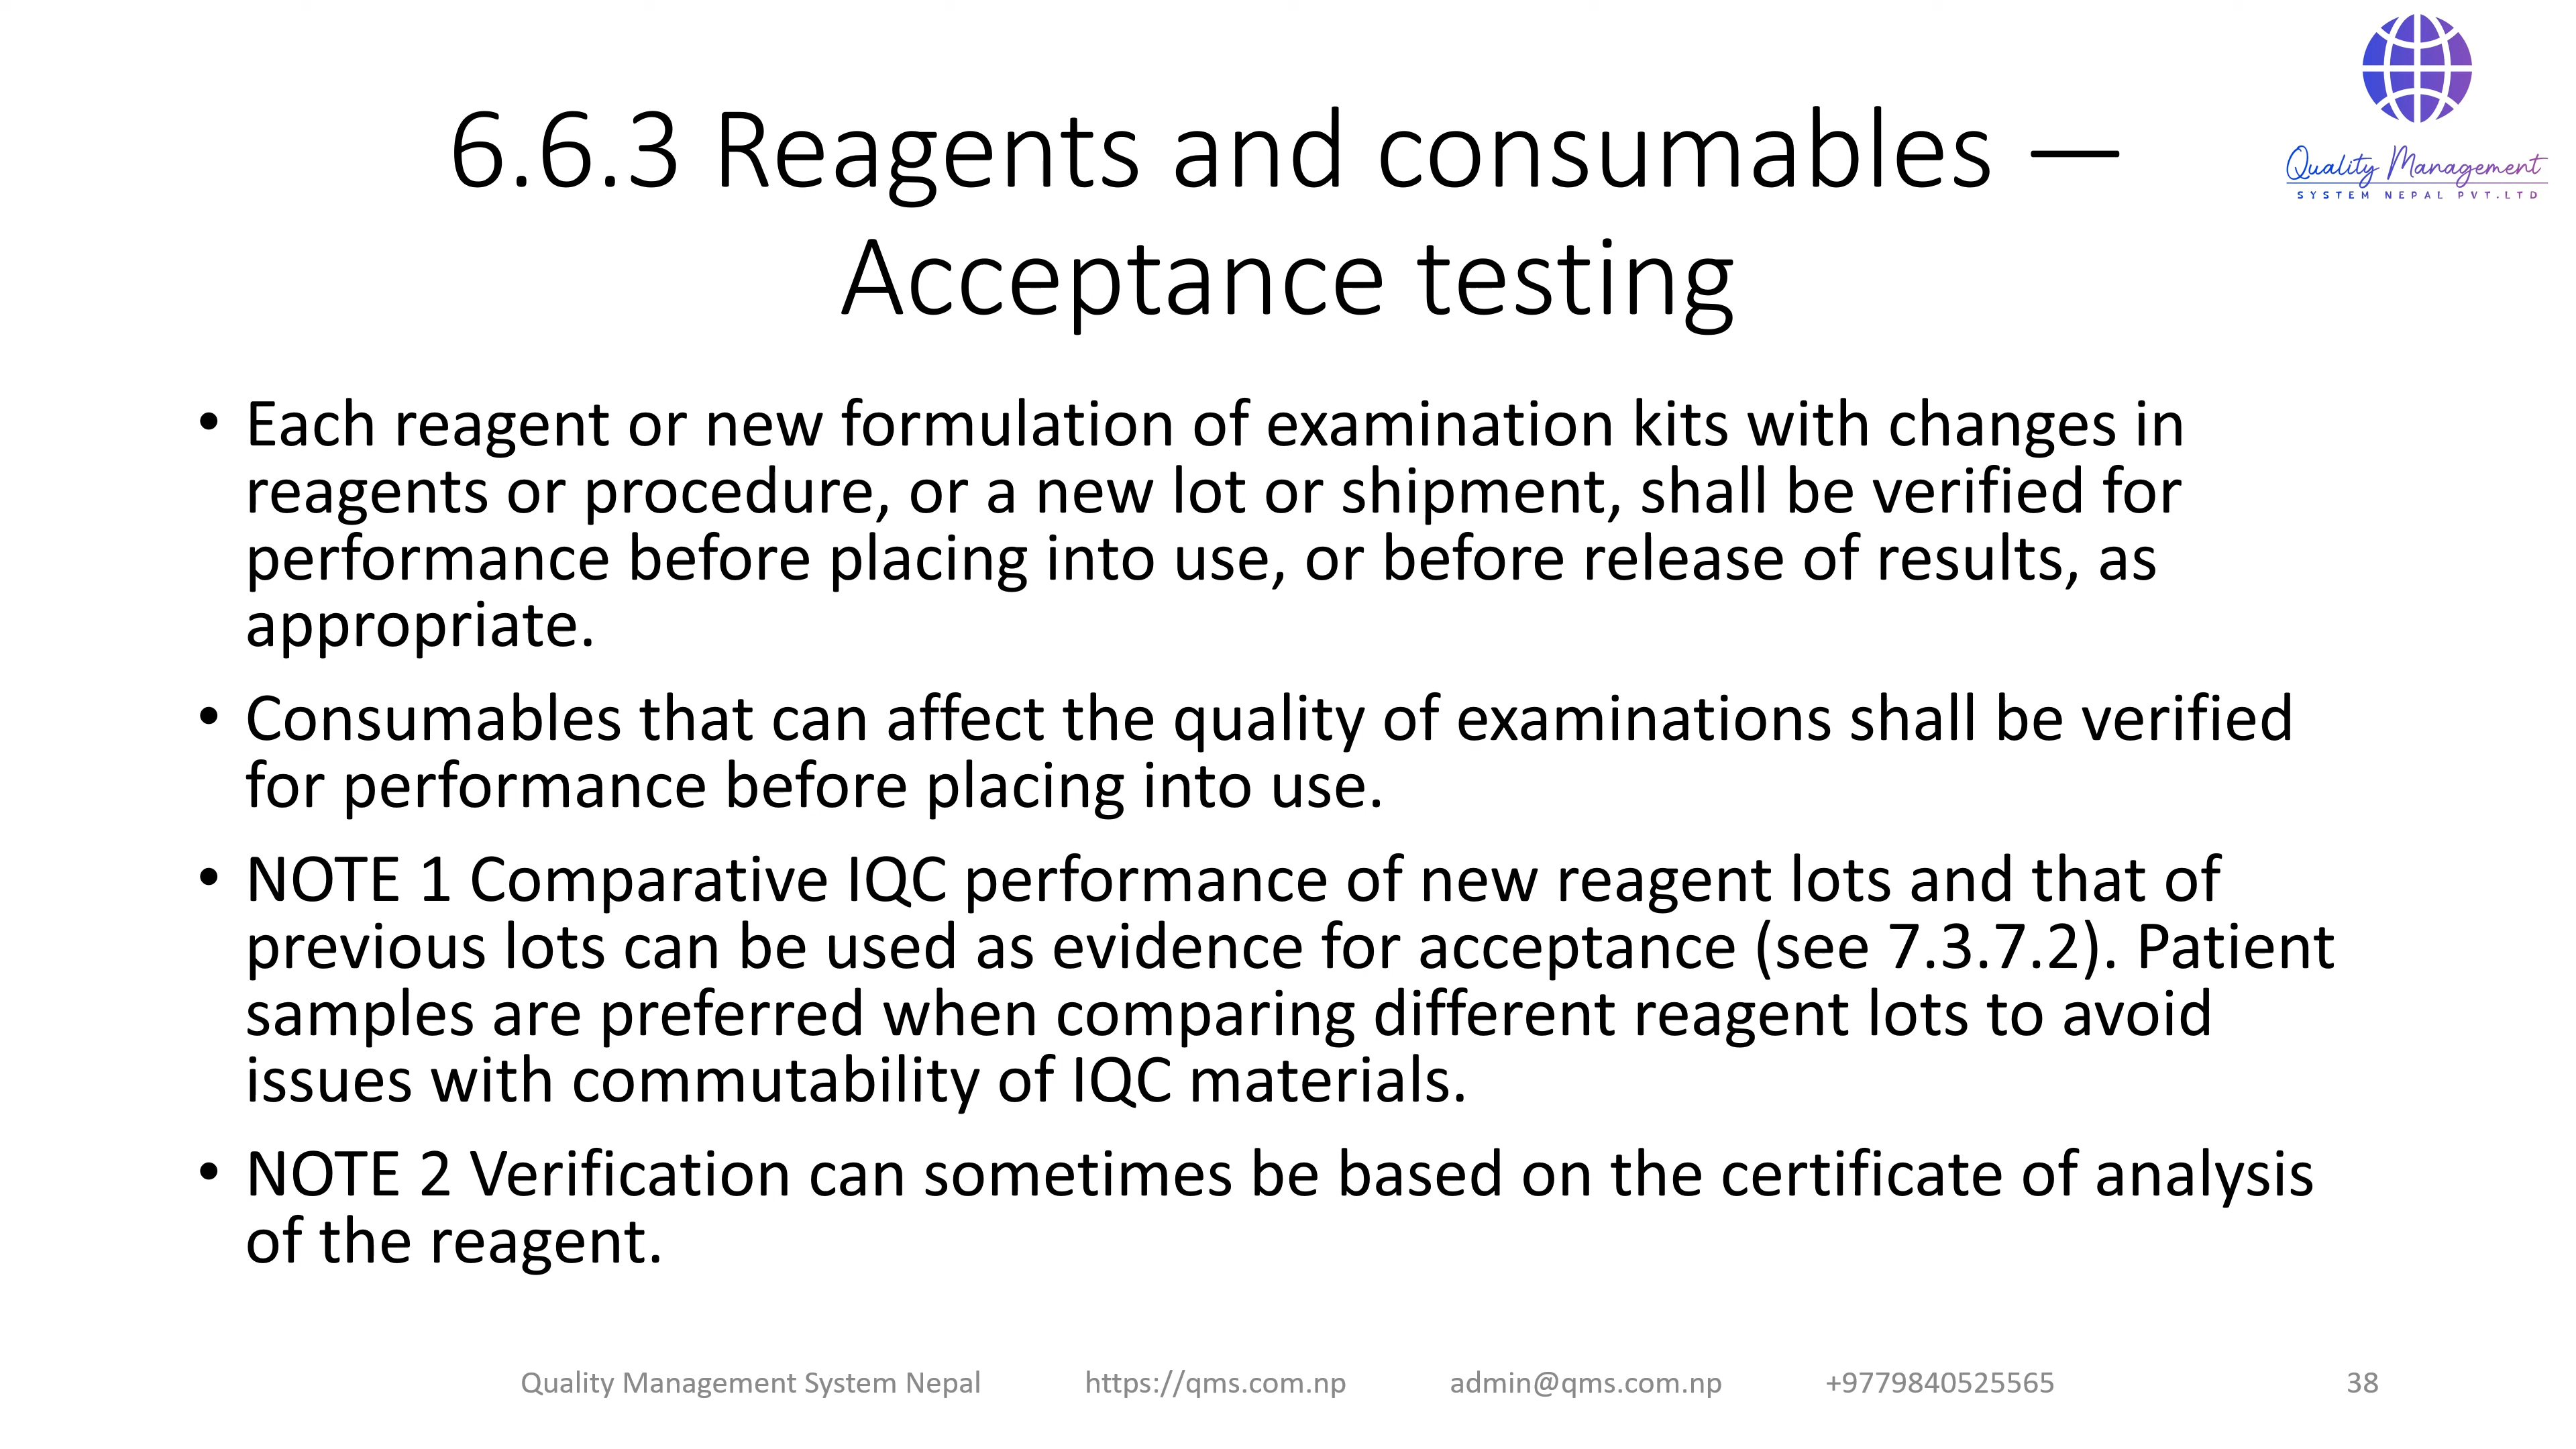 Quality Management
SYSTEM NEPAL PVT.LTD
6.6.3 Reagents and consumables —
Acceptance testing
• Each reagent or new formulation of examination kits with changes in
reagents or procedure, or a new lot or shipment, shall be verified for
performance before placing into use, or before release of results, as
appropriate.
• Consumables that can affect the quality of examinations shall be verified
for performance before placing into use.
• NOTE 1 Comparative IQC performance of new reagent lots and that of
previous lots can be used as evidence for acceptance (see 7.3.7.2). Patient
samples are preferred when comparing different reagent lots to avoid
issues with commutability of IQC materials.
• NOTE 2 Verification can sometimes be based on the certificate of analysis
of the reagent.
Quality Management System Nepal https://qms.com.np admin@qms.com.np +9779840525565 38